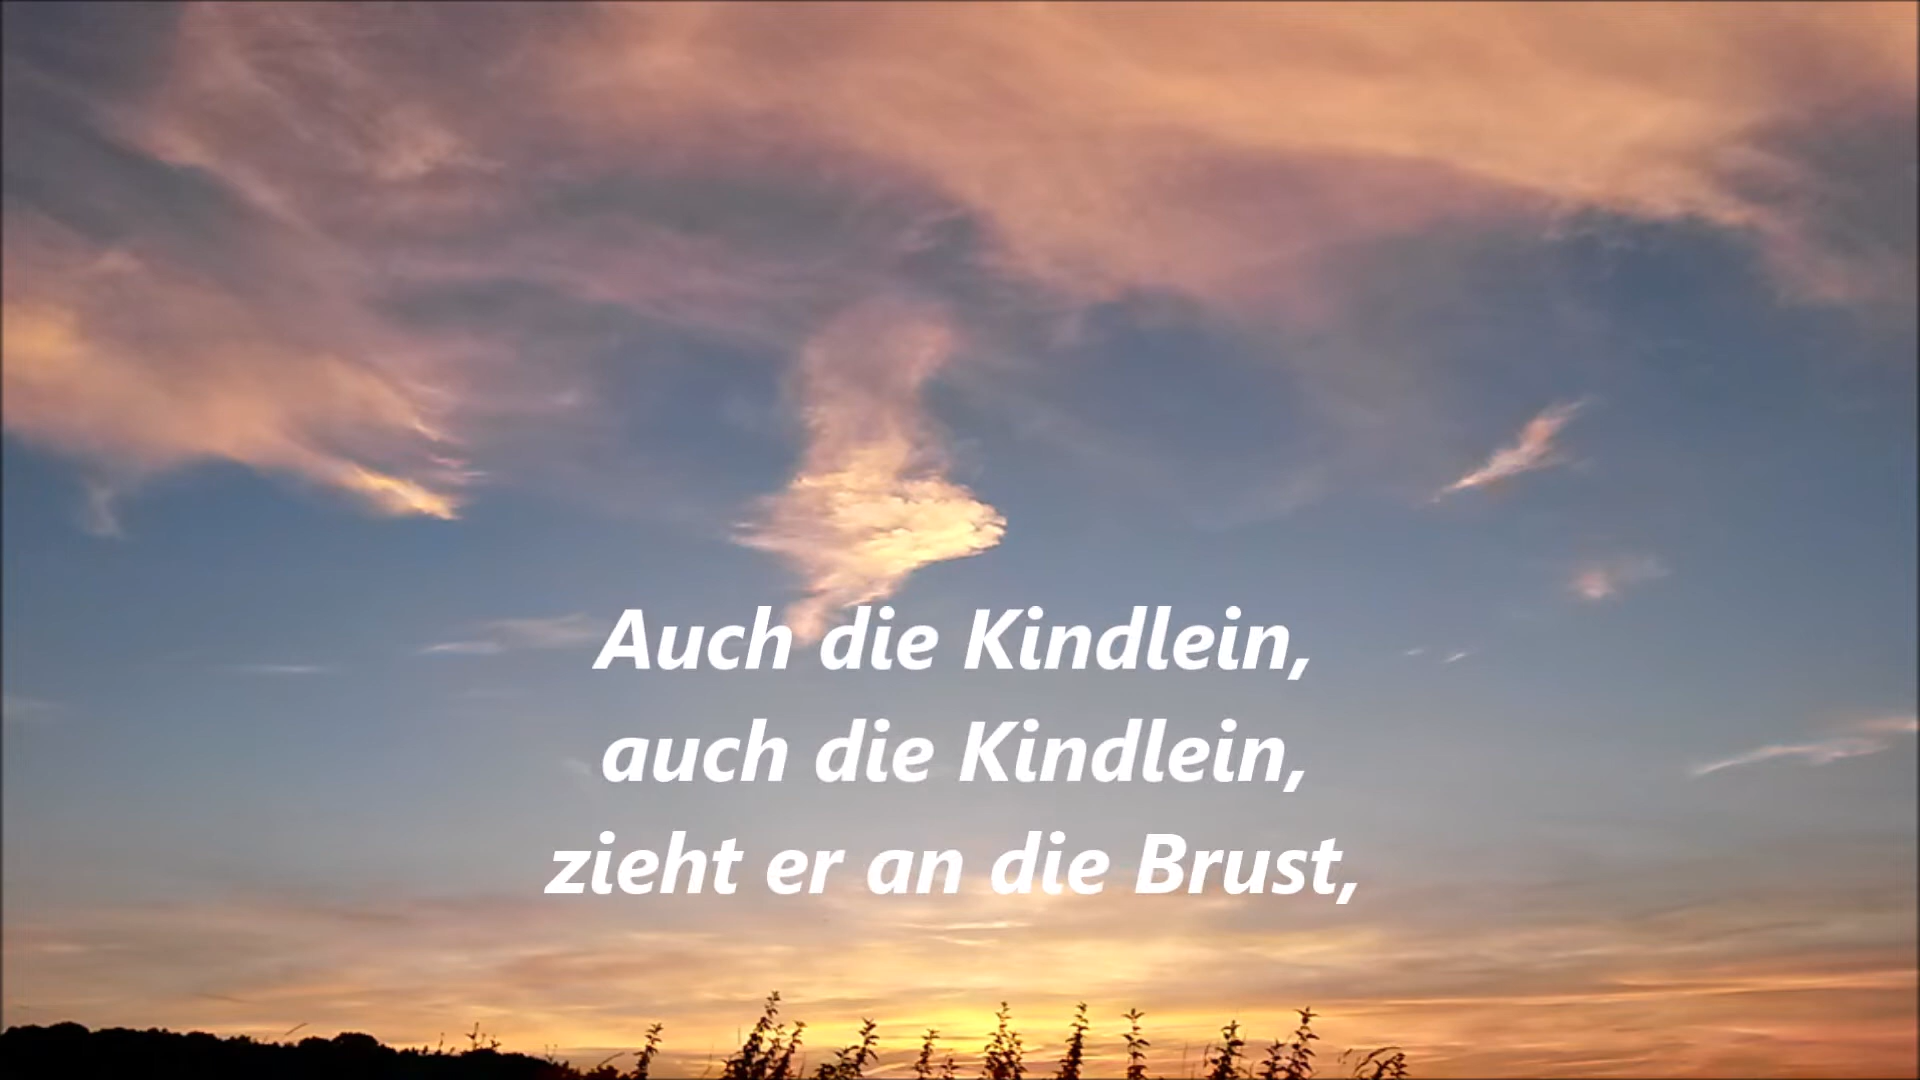 Auch die Kindlein,
auch die Kindlein,
zieht er an die Brust,